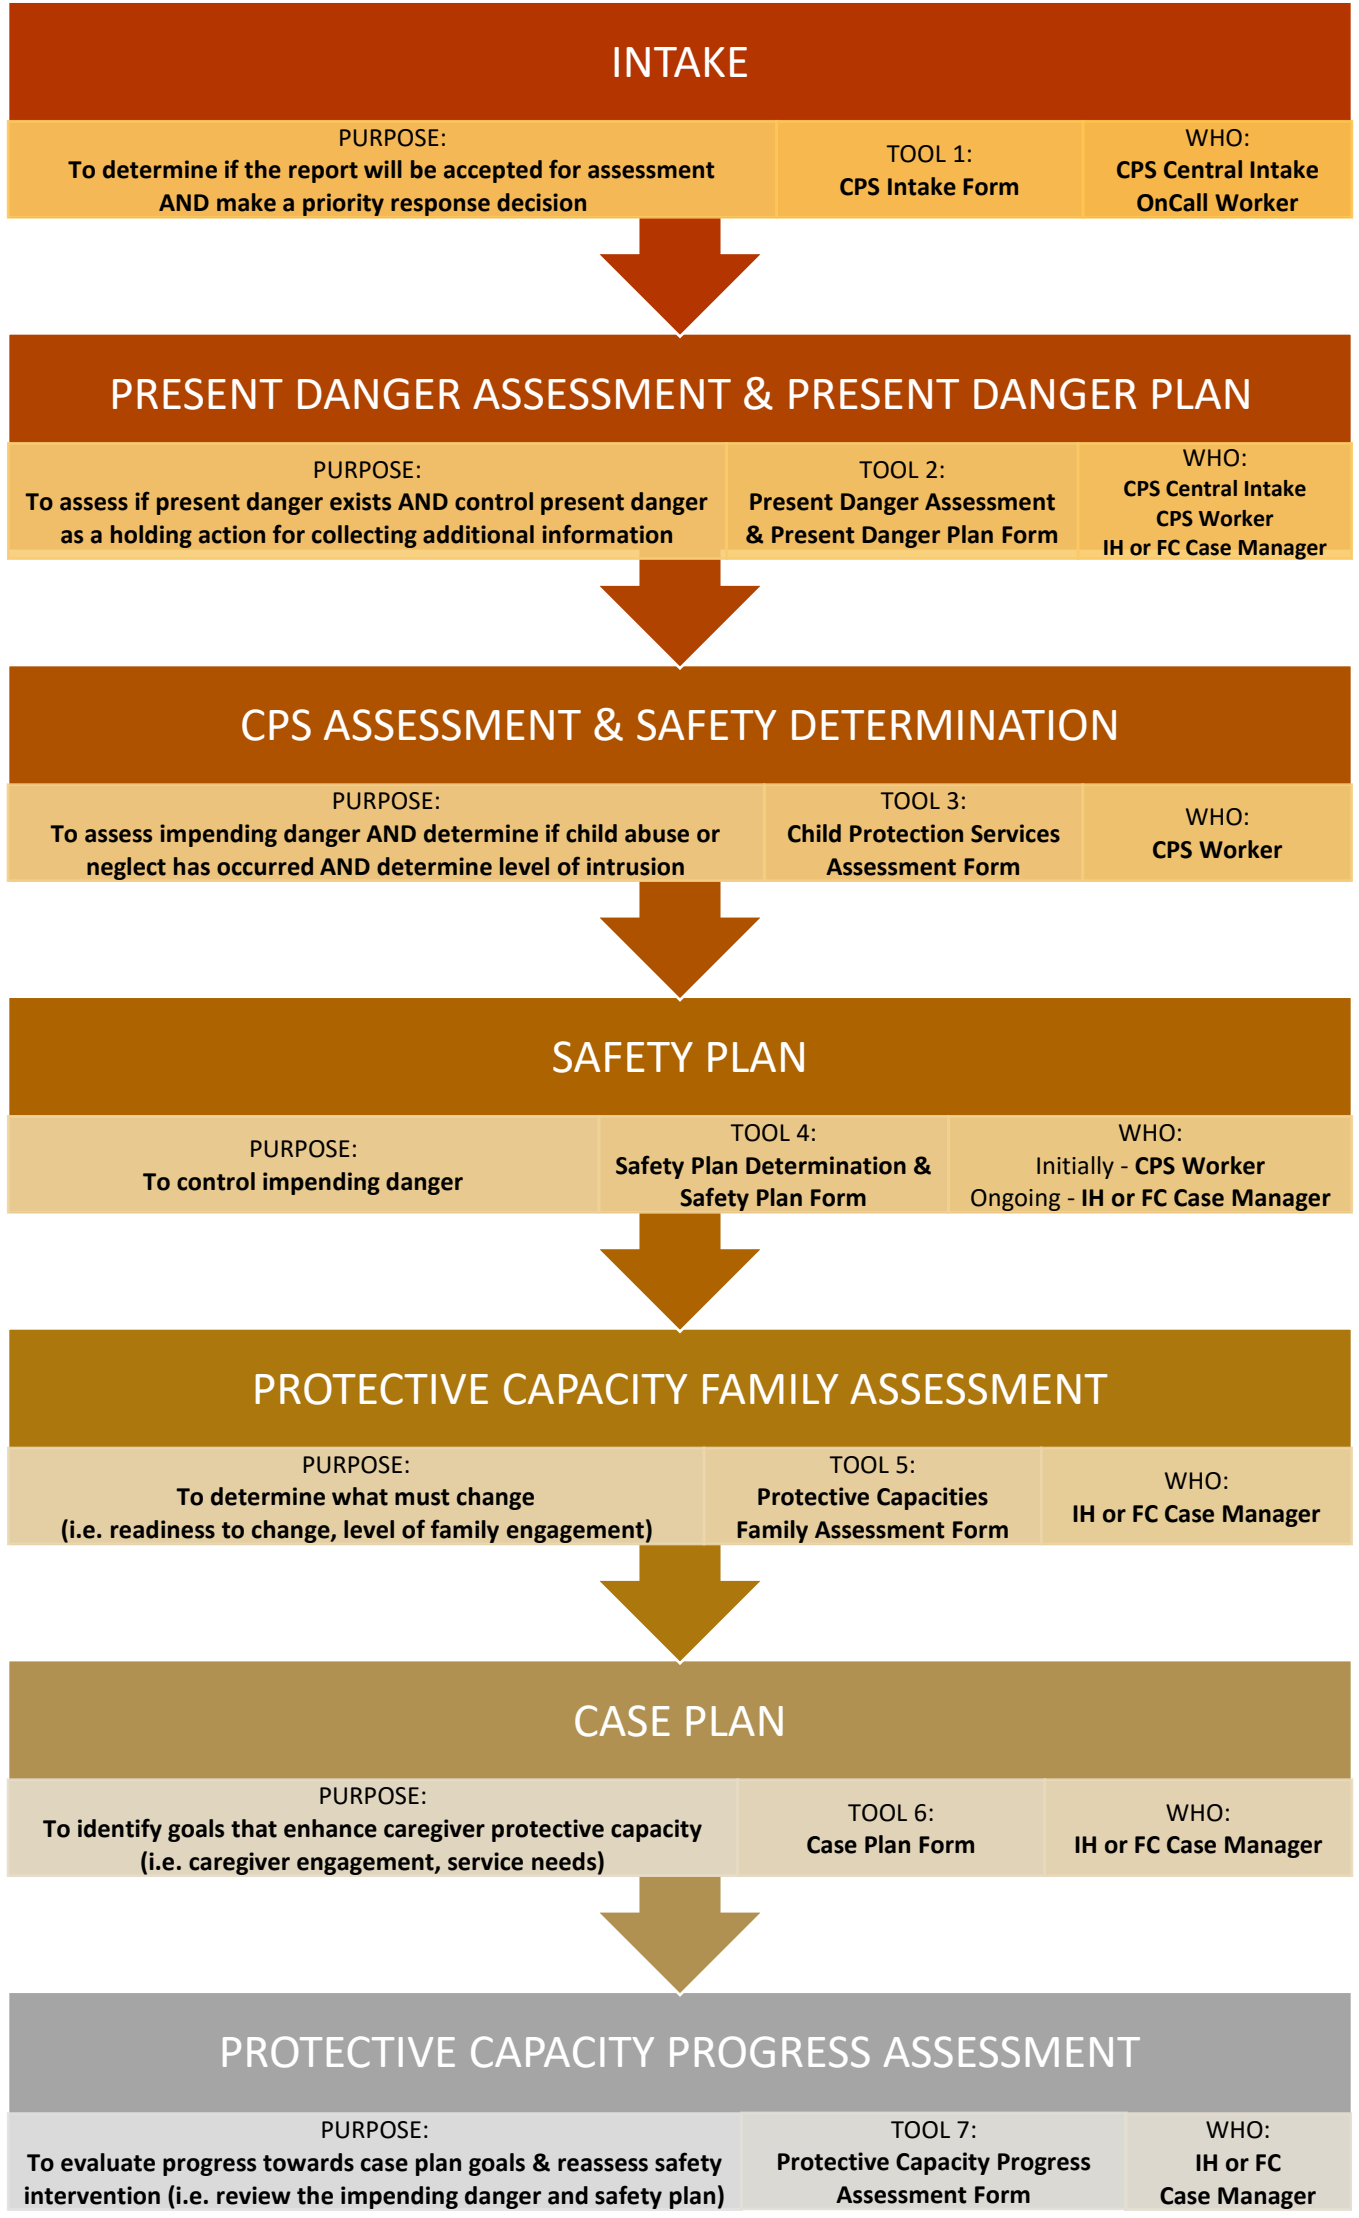 INTAKE
PURPOSE:
To determine if the report will be accepted for assessment
AND make a priority response decision
TOOL 1:
CPS Intake Form
WHO:
CPS Central Intake
OnCall Worker
PRESENT DANGER ASSESSMENT & PRESENT DANGER PLAN
PURPOSE:
To assess if present danger exists AND control present danger
as a holding action for collecting additional information
TOOL 2:
Present Danger Assessment
& Present Danger Plan Form
WHO:
CPS Central Intake
CPS Worker
IH or FC Case Manager
CPS ASSESSMENT & SAFETY DETERMINATION
PURPOSE:
To assess impending danger AND determine if child abuse or
neglect has occurred AND determine level of intrusion
TOOL 3:
Child Protection Services
Assessment Form
WHO:
CPS Worker
SAFETY PLAN
PURPOSE:
To control impending danger
TOOL 4:
Safety Plan Determination &
Safety Plan Form
WHO:
Initially - CPS Worker
Ongoing - IH or FC Case Manager
PROTECTIVE CAPACITY FAMILY ASSESSMENT
PURPOSE:
To determine what must change
(i.e. readiness to change, level of family engagement)
TOOL 5:
Protective Capacities
Family Assessment Form
WHO:
IH or FC Case Manager
CASE PLAN
PURPOSE:
To identify goals that enhance caregiver protective capacity
(i.e. caregiver engagement, service needs)
TOOL 6:
Case Plan Form
WHO:
IH or FC Case Manager
PROTECTIVE CAPACITY PROGRESS ASSESSMENT
PURPOSE:
To evaluate progress towards case plan goals & reassess safety
intervention (i.e. review the impending danger and safety plan)
TOOL 7:
Protective Capacity Progress
Assessment Form
WHO:
IH or FC
Case Manager